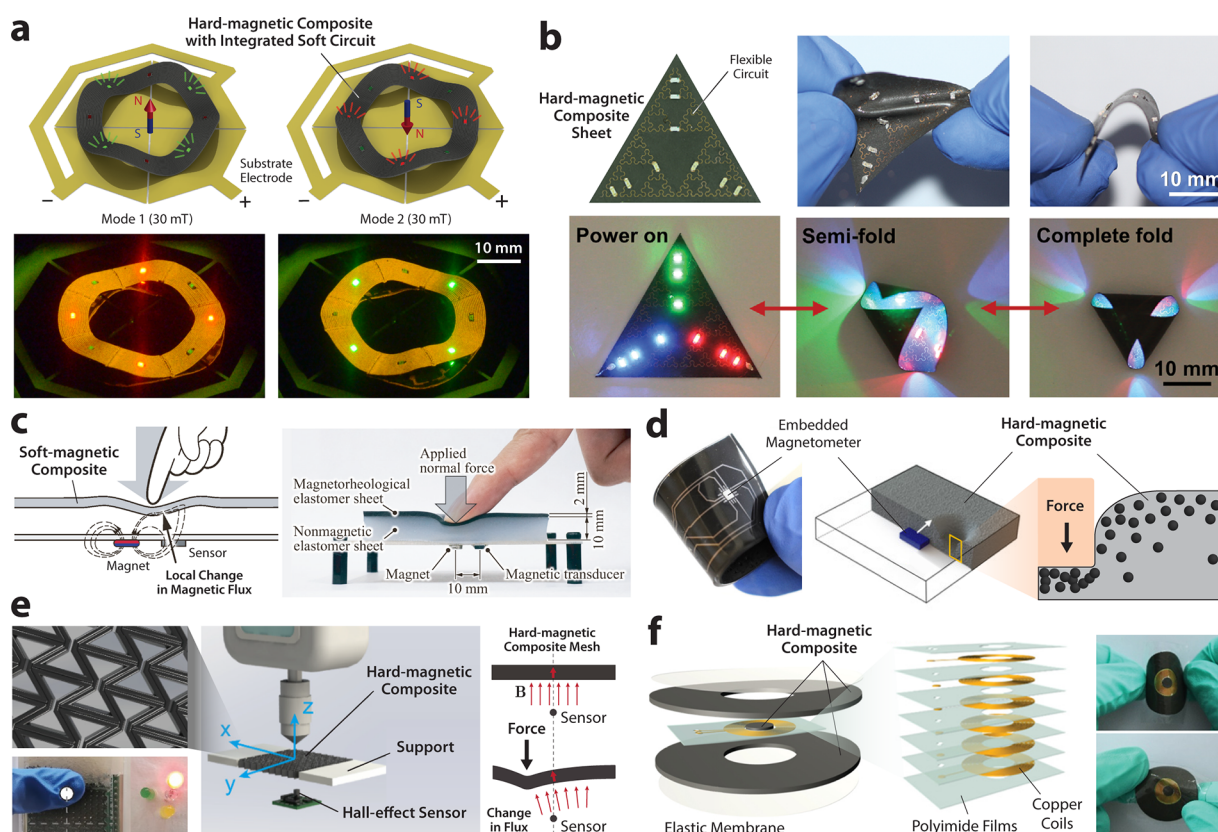 a
Hard-magnetic Composite
with Integrated Soft Circuit
N
S
S
N
Substrate
Electrode
−
+
−
+
Mode 1 (30 mT)
Mode 2 (30 mT)
10 mm
b
Flexible
Circuit
Hard-magnetic
Composite
Sheet
10 mm
Power on
Semi-fold
Complete fold
10 mm
c
Soft-magnetic
Composite
Magnet
Sensor
Local Change
in Magnetic Flux
Applied
normal force
Magnetorheological
elastomer sheet
Nonmagnetic
elastomer sheet
2 mm
10 mm
Magnet
Magnetic transducer
10 mm
d
Embedded
Magnetometer
Hard-magnetic
Composite
Force
e
Hard-magnetic
Composite
z
x
y
Support
Hall-effect Sensor
Hard-magnetic
Composite Mesh
B
Sensor
Force
Change
in Flux
Sensor
f
Hard-magnetic
Composite
Elastic Membrane
Polyimide Films
Copper
Coils